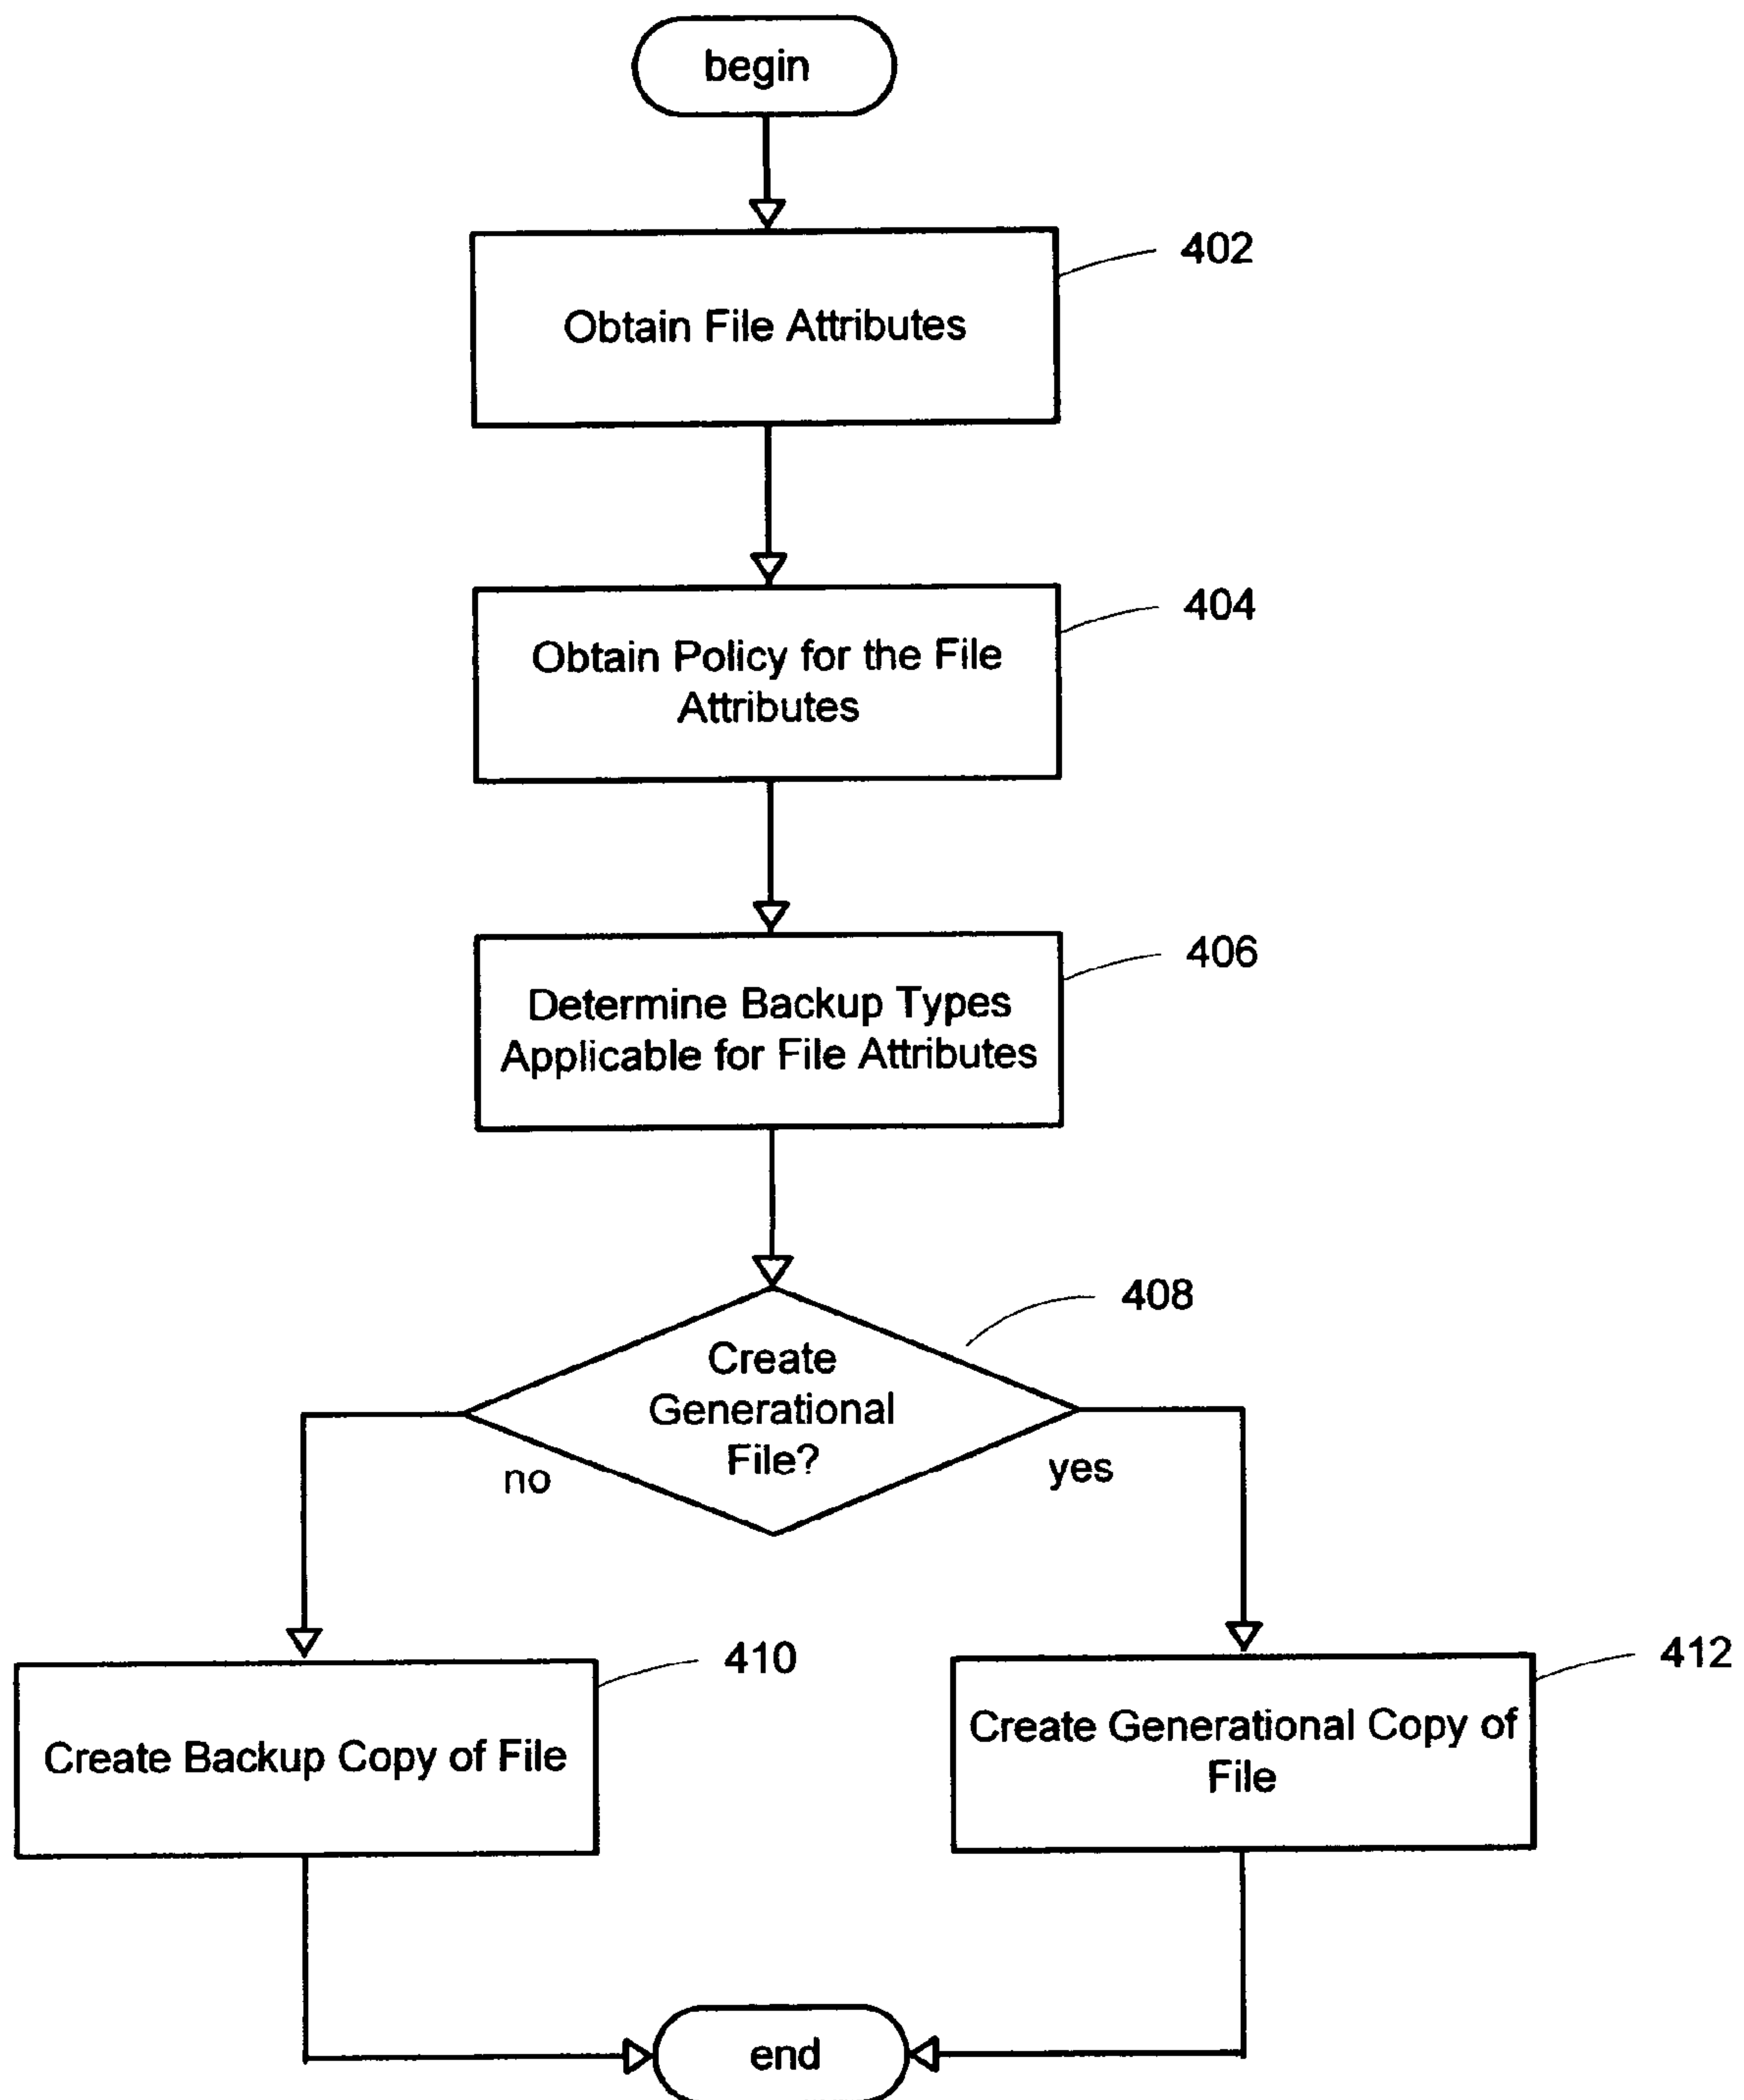 begin
402
Obtain File Attributes
404
Obtain Policy for the File
Attributes
406
Determine Backup Types
Applicable for File Attributes
408
Create
Generational
File?
no
yes
410
412
Create Backup Copy of File
Create Generational Copy of
File
end